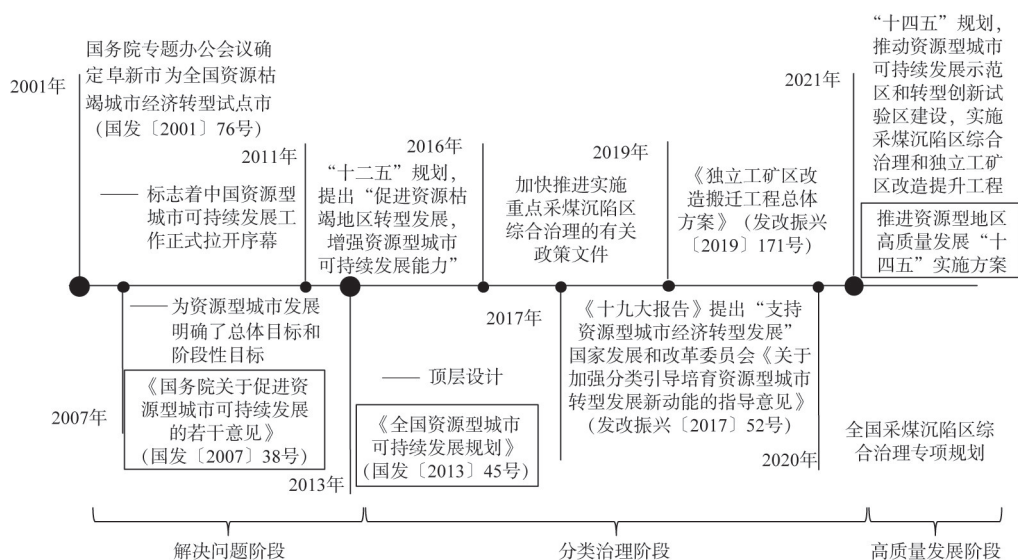 2001年
国务院专题办公会议确
定阜新市为全国资源枯
竭城市经济转型试点市
（国发〔2001〕76号）
—— 标志着中国资源型
城市可持续发展工
作正式拉开序幕
2007年
——为资源型城市发展
明确了总体目标和
阶段性目标
《国务院关于促进资
源型城市可持续发展
的若干意见》
（国发〔2007〕38号）
2011年
“十二五”规划，
提出“促进资源枯
竭地区转型发展，
增强资源型城市
可持续发展能力”
2013年
—— 顶层设计
《全国资源型城市
可持续发展规划》
（国发〔2013〕45号）
2016年
加快推进实施
重点采煤沉陷区
综合治理的有关
政策文件
2017年
《十九大报告》提出“支持
资源型城市经济转型发展”
国家发展和改革委员会《关于
加强分类引导培育资源型城市
转型发展新动能的指导意见》
（发改振兴〔2017〕52号）
2019年
《独立工矿区改
造搬迁工程总体
方案》（发改振兴
〔2019〕171号）
2020年
全国采煤沉陷区综
合治理专项规划
2021年
“十四五”规划，
推动资源型城市
可持续发展示范
区和转型创新试
验区建设，实施
采煤沉陷区综合
治理和独立工矿
区改造提升工程
推进资源型地区
高质量发展“十
四五”实施方案
解决问题阶段
分类治理阶段
高质量发展阶段